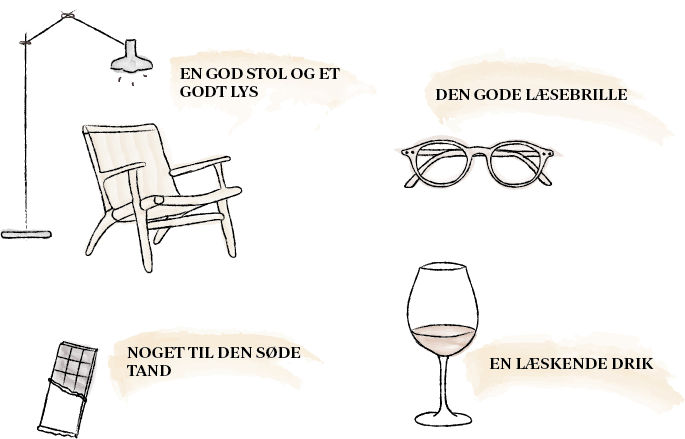 EN GOD STOL OG ET
GODT LYS
DEN GODE LÆSEBRILLE
NOGET TIL DEN SØDE
TAND
EN LÆSKENDE DRIK